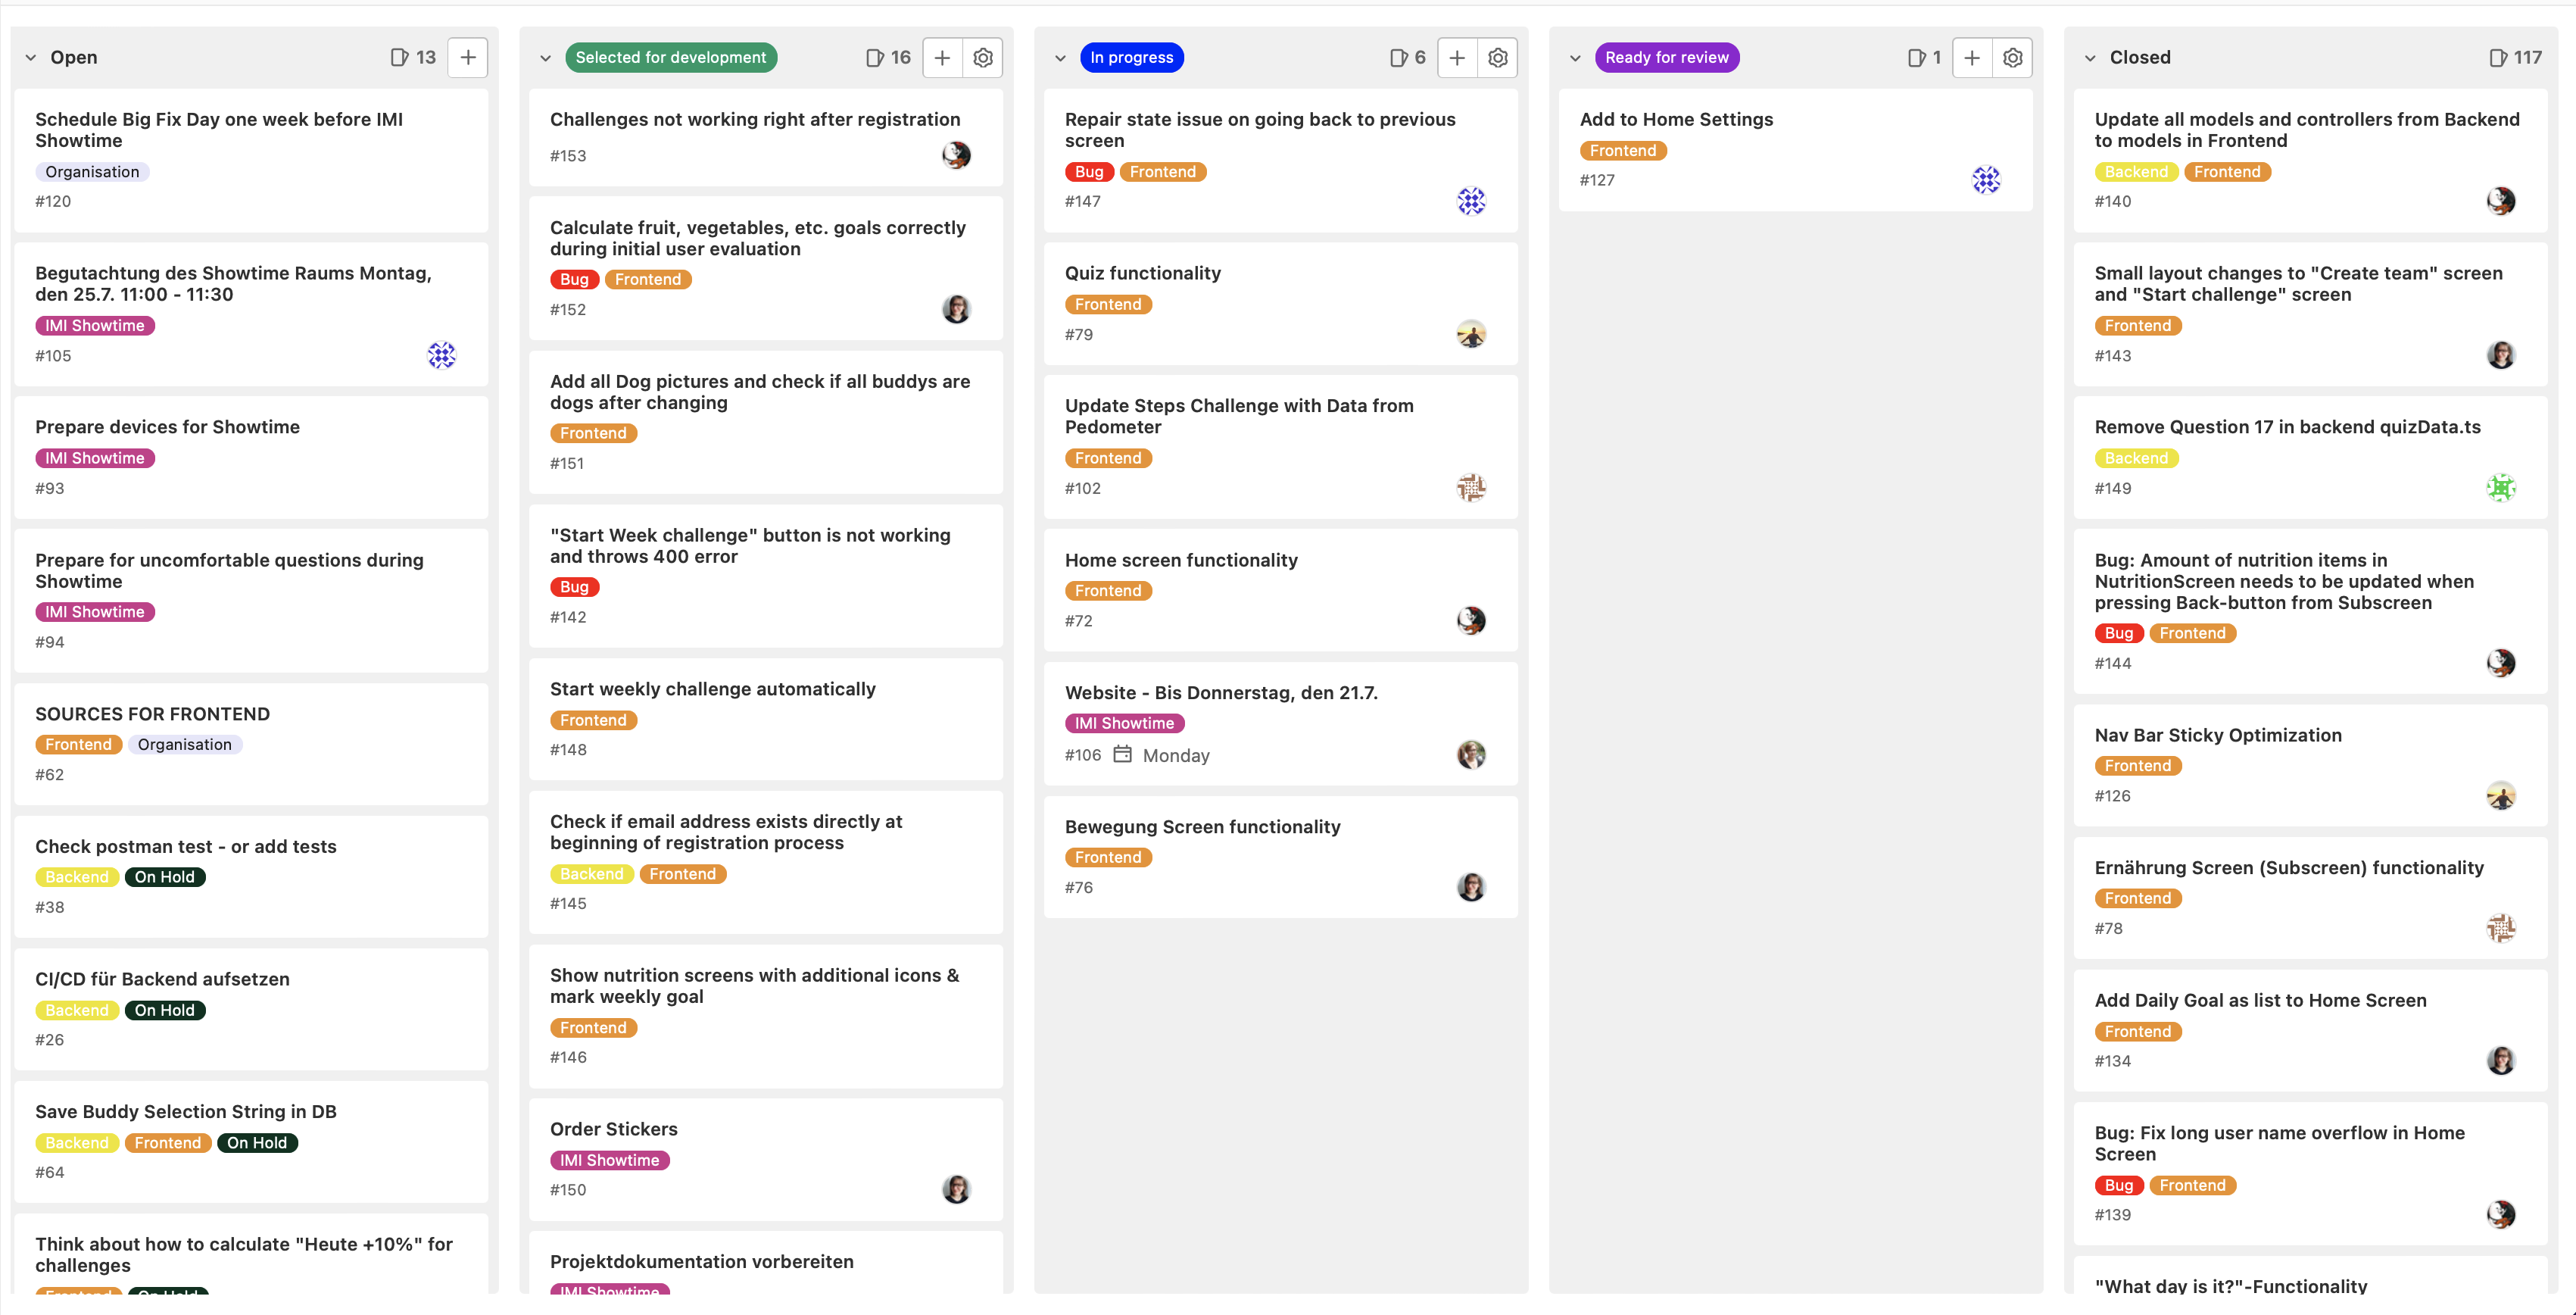 Open
13
Schedule Big Fix Day one week before IMI
Showtime
Organisation
#120
Begutachtung des Showtime Raums Montag,
den 25.7. 11:00 - 11:30
IMI Showtime
#105
Prepare devices for Showtime
IMI Showtime
#93
Prepare for uncomfortable questions during
Showtime
IMI Showtime
#94
SOURCES FOR FRONTEND
Frontend Organisation
#62
Check postman test - or add tests
Backend On Hold
#38
CI/CD für Backend aufsetzen
Backend On Hold
#26
Save Buddy Selection String in DB
Backend Frontend On Hold
#64
Think about how to calculate "Heute +10%" for
challenges
Frontend On Hold
Selected for development
16
Challenges not working right after registration
#153
Calculate fruit, vegetables, etc. goals correctly
during initial user evaluation
Bug Frontend
#152
Add all Dog pictures and check if all buddys are
dogs after changing
Frontend
#151
"Start Week challenge" button is not working
and throws 400 error
Bug
#142
Start weekly challenge automatically
Frontend
#148
Check if email address exists directly at
beginning of registration process
Backend Frontend
#145
Show nutrition screens with additional icons &
mark weekly goal
Frontend
#146
Order Stickers
IMI Showtime
#150
Projektdokumentation vorbereiten
IMI Showtime
In progress
6
Repair state issue on going back to previous
screen
Bug Frontend
#147
Quiz functionality
Frontend
#79
Update Steps Challenge with Data from
Pedometer
Frontend
#102
Home screen functionality
Frontend
#72
Website - Bis Donnerstag, den 21.7.
IMI Showtime
#106 Monday
Bewegung Screen functionality
Frontend
#76
Ready for review
1
Add to Home Settings
Frontend
#127
Closed
117
Update all models and controllers from Backend
to models in Frontend
Backend Frontend
#140
Small layout changes to "Create team" screen
and "Start challenge" screen
Frontend
#143
Remove Question 17 in backend quizData.ts
Backend
#149
Bug: Amount of nutrition items in
NutritionScreen needs to be updated when
pressing Back-button from Subscreen
Bug Frontend
#144
Nav Bar Sticky Optimization
Frontend
#126
Ernährung Screen (Subscreen) functionality
Frontend
#78
Add Daily Goal as list to Home Screen
Frontend
#134
Bug: Fix long user name overflow in Home
Screen
Bug Frontend
#139
"What day is it?"-Functionality